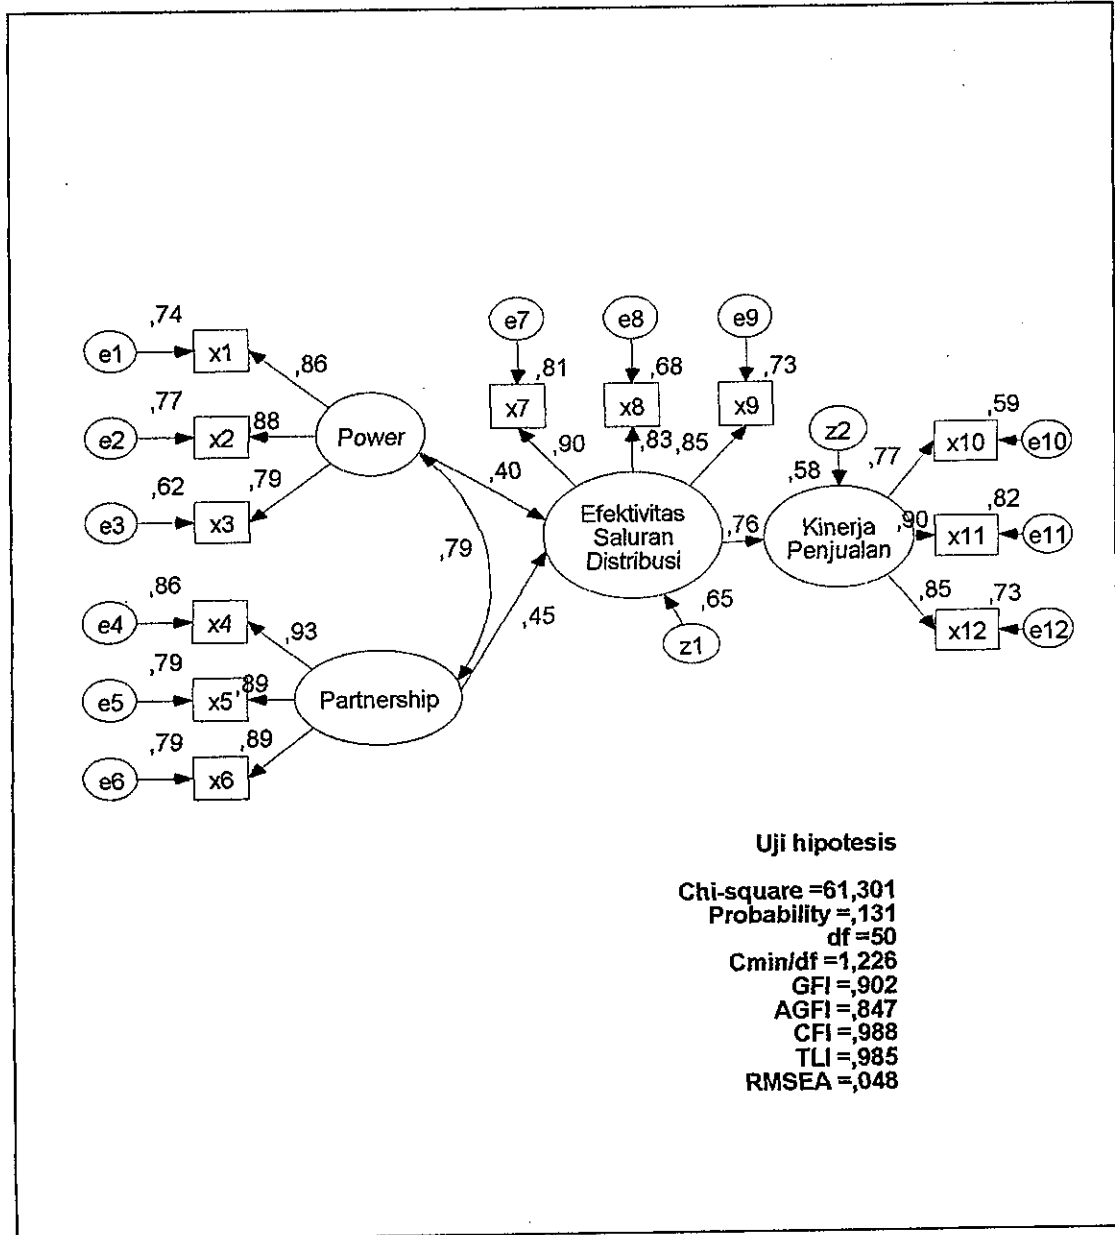 ,74
e1
x1
,86
,77
e2
x2
,88
Power
,62
e3
x3
,79
,79
,86
e4
x4
,93
,79
e5
x5
,89
Partnership
,79
e6
x6
,89
,40
,45
e7
e8
e9
,81
,68
,73
x7
x8
x9
,90
,83
,85
Efektivitas
Saluran
Distribusi
,65
z1
,76
z2
,58
Kinerja
Penjualan
,77
,59
x10
e10
,90
,82
x11
e11
,85
,73
x12
e12
Uji hipotesis
Chi-square =61,301
Probability =,131
df =50
Cmin/df =1,226
GFI =,902
AGFI =,847
CFI =,988
TLI =,985
RMSEA =,048